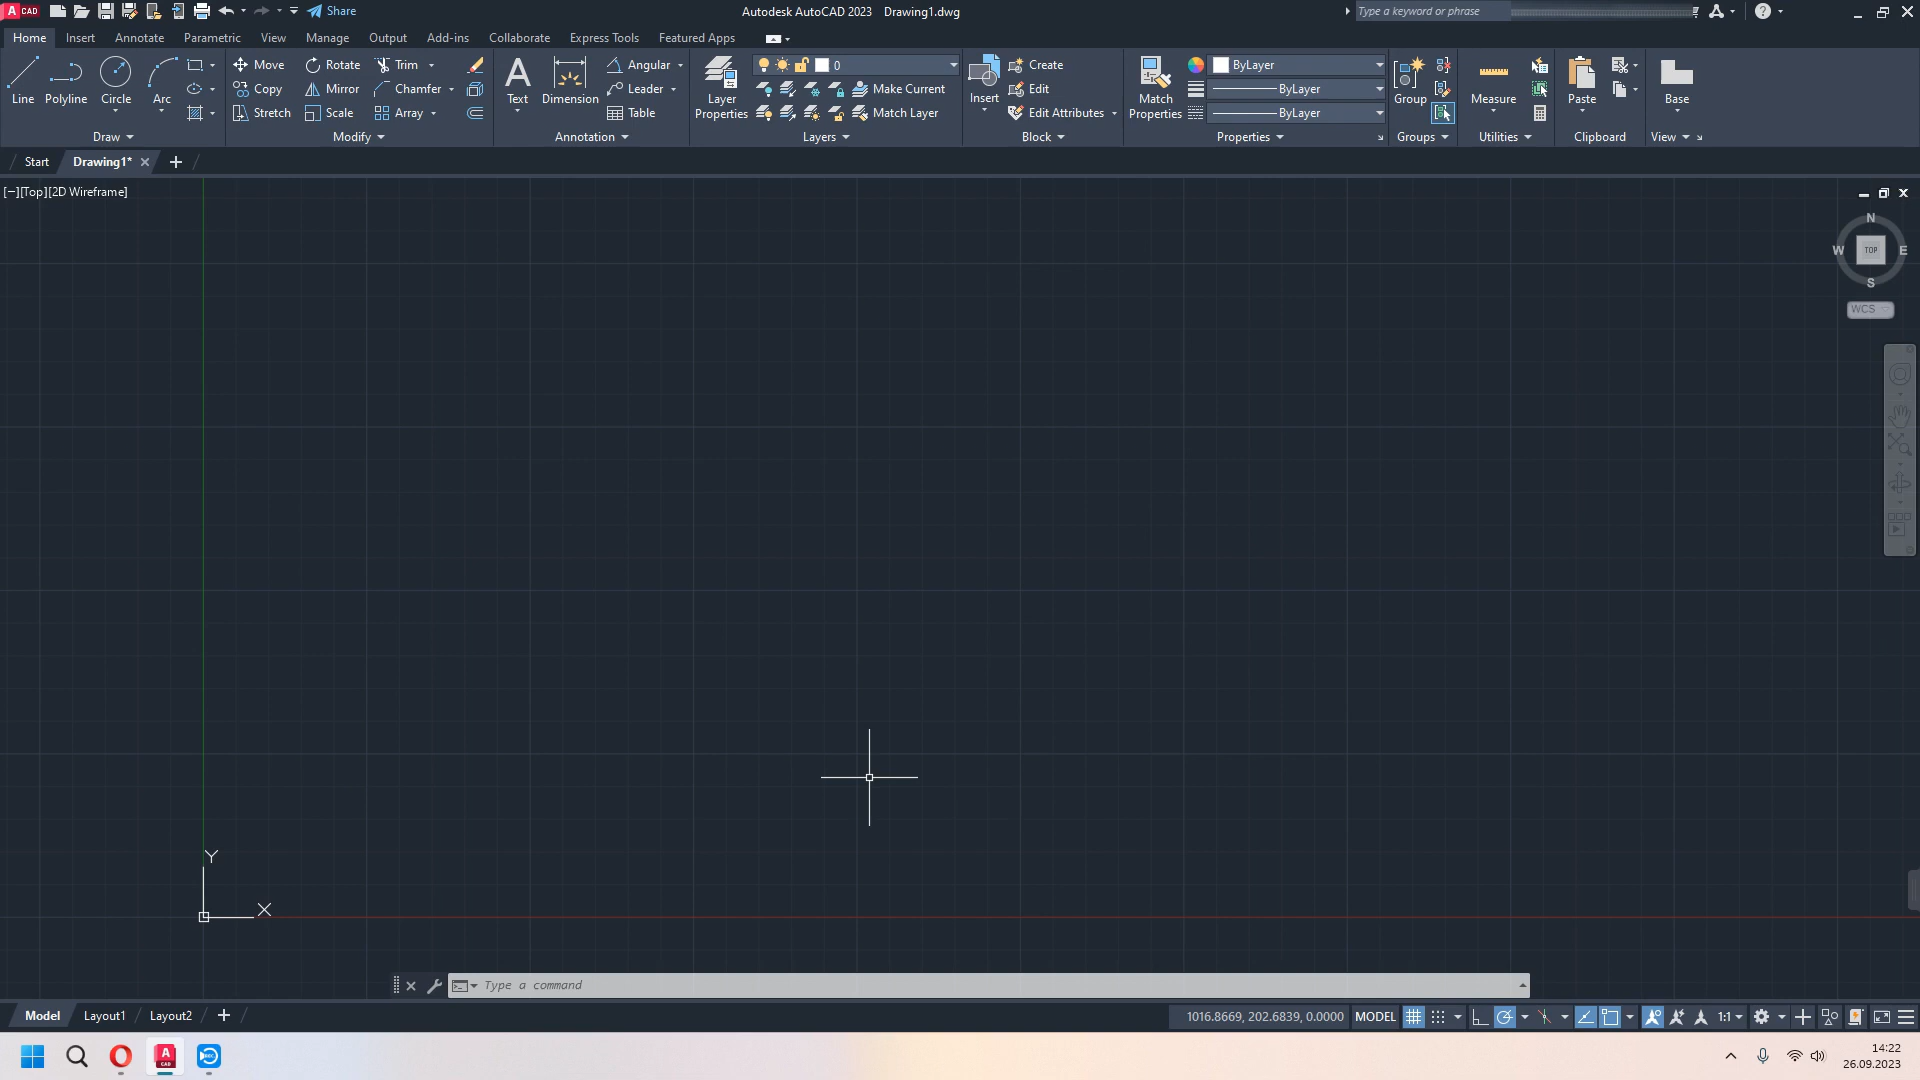 A CAD Share Autodesk AutoCAD 2023 Drawing1.dwg Type a keyword or phrase
Home Insert Annotate Parametric View Manage Output Add-ins Collaborate Express Tools Featured Apps
Line Polyline Circle Arc
Draw
Move Rotate Trim
Copy Mirror Chamfer
Stretch Scale Array
Modify
Text Dimension
Angular
Leader
Table
Annotation
Layer
Properties
0
Make Current
Match Layer
Layers
Insert
Create
Edit
Edit Attributes
Block
Match
Properties
ByLayer
ByLayer
ByLayer
Properties
Group
Groups
Measure
Utilities
Paste
Clipboard
Base
View
Start Drawing1*
[−][Top][2D Wireframe]
N
W TOP E
S
WCS
Y
X
Type a command
Model Layout1 Layout2
1016.8669, 202.6839, 0.0000 MODEL 1:1
A CAD
14:22
26.09.2023